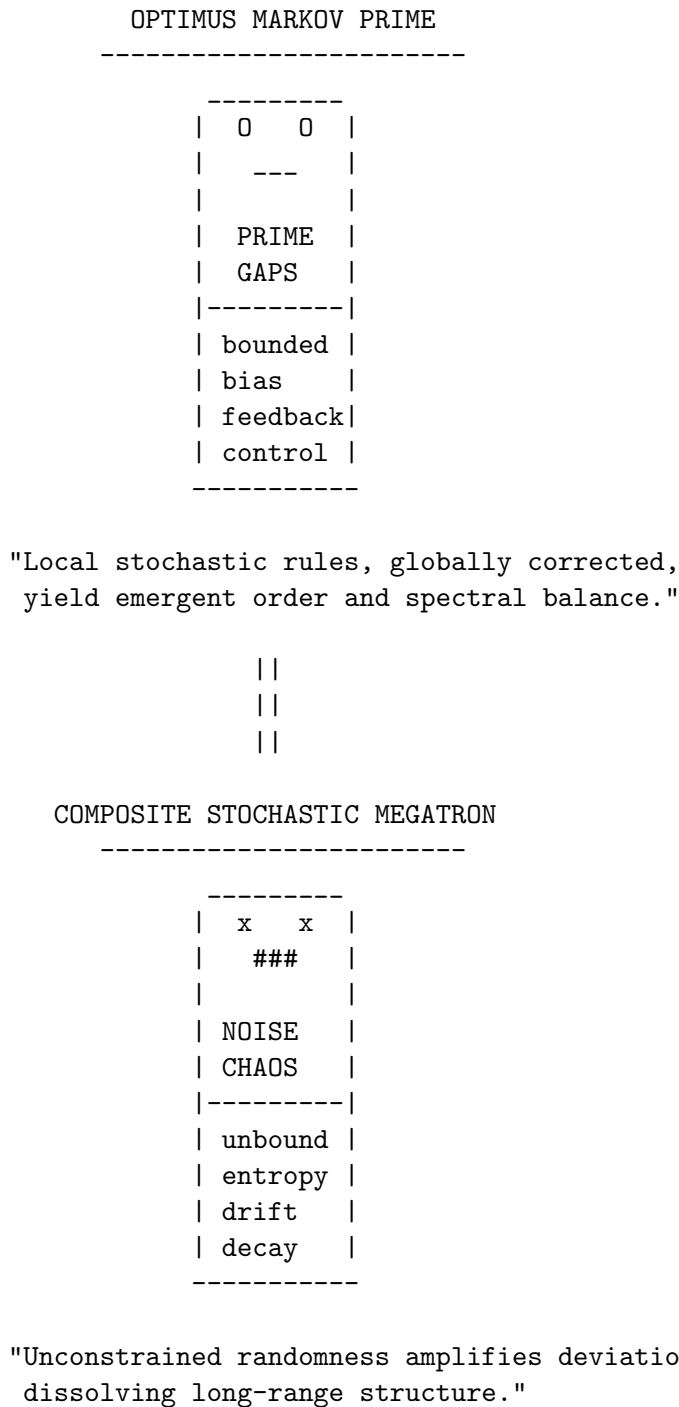 OPTIMUS MARKOV PRIME
O O
PRIME
GAPS
bounded
bias
feedback
control
"Local stochastic rules, globally corrected,
yield emergent order and spectral balance."
COMPOSITE STOCHASTIC MEGATRON
x x
###
NOISE
CHAOS
unbound
entropy
drift
decay
"Unconstrained randomness amplifies deviatio
dissolving long-range structure."